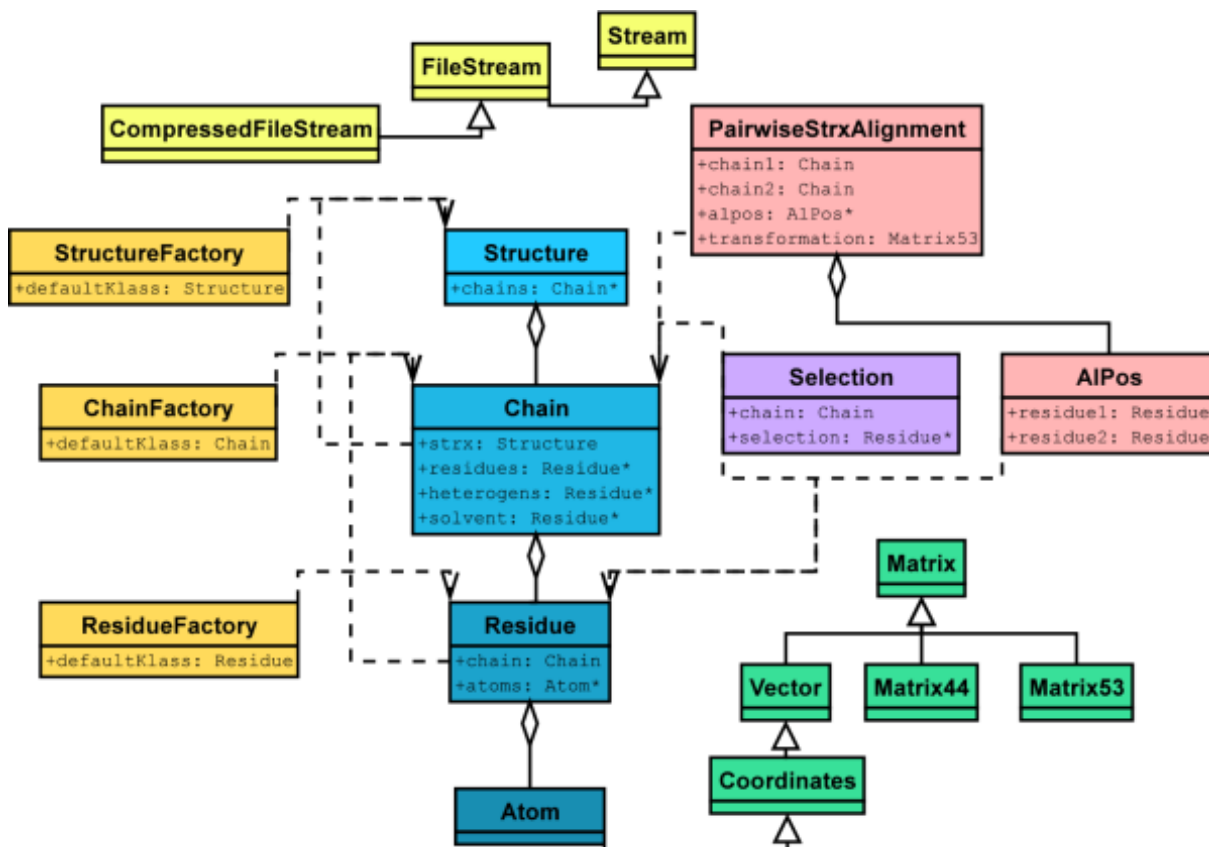 Stream
FileStream
CompressedFileStream
PairwiseStrxAlignment
+chain1: Chain
+chain2: Chain
+alpos: AlPos*
+transformation: Matrix53
StructureFactory
+defaultKlass: Structure
Structure
+chains: Chain*
ChainFactory
+defaultKlass: Chain
Chain
+strx: Structure
+residues: Residue*
+heterogens: Residue*
+solvent: Residue*
Selection
+chain: Chain
+selection: Residue*
AlPos
+residue1: Residue
+residue2: Residue
ResidueFactory
+defaultKlass: Residue
Residue
+chain: Chain
+atoms: Atom*
Matrix
Vector
Matrix44
Matrix53
Coordinates
Atom